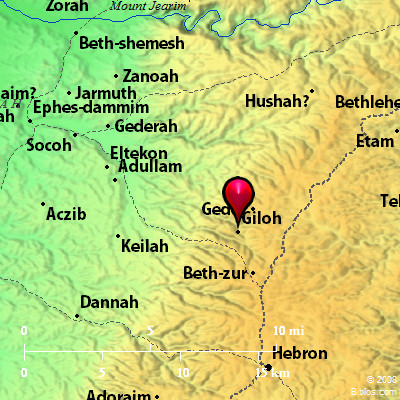 Zorah
Mount Jearim
Beth-shemesh
Zanoah
aim?
Jarmuth
Hushah?
Bethlehe
Ephes-dammim
ah
Gederah
Socoh
Etam
Eltekon
Adullam
Tel
Aczib
Ged
Giloh
Keilah
Beth-zur
Dannah
0 5 10 mi
Hebron
0 5 10 15 km
© 2008
Biblos.com
Adoraim